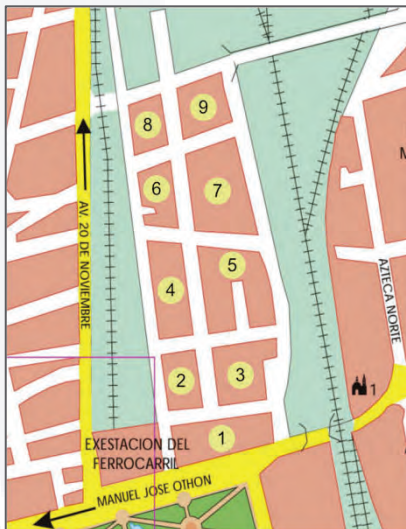 9
8
M
6
7
AV. 20 DE NOVIEMBRE
5
4
AZTECA NORTE
2
3
1
1
EXESTACION DEL
FERROCARRIL
MANUEL JOSE OTHON